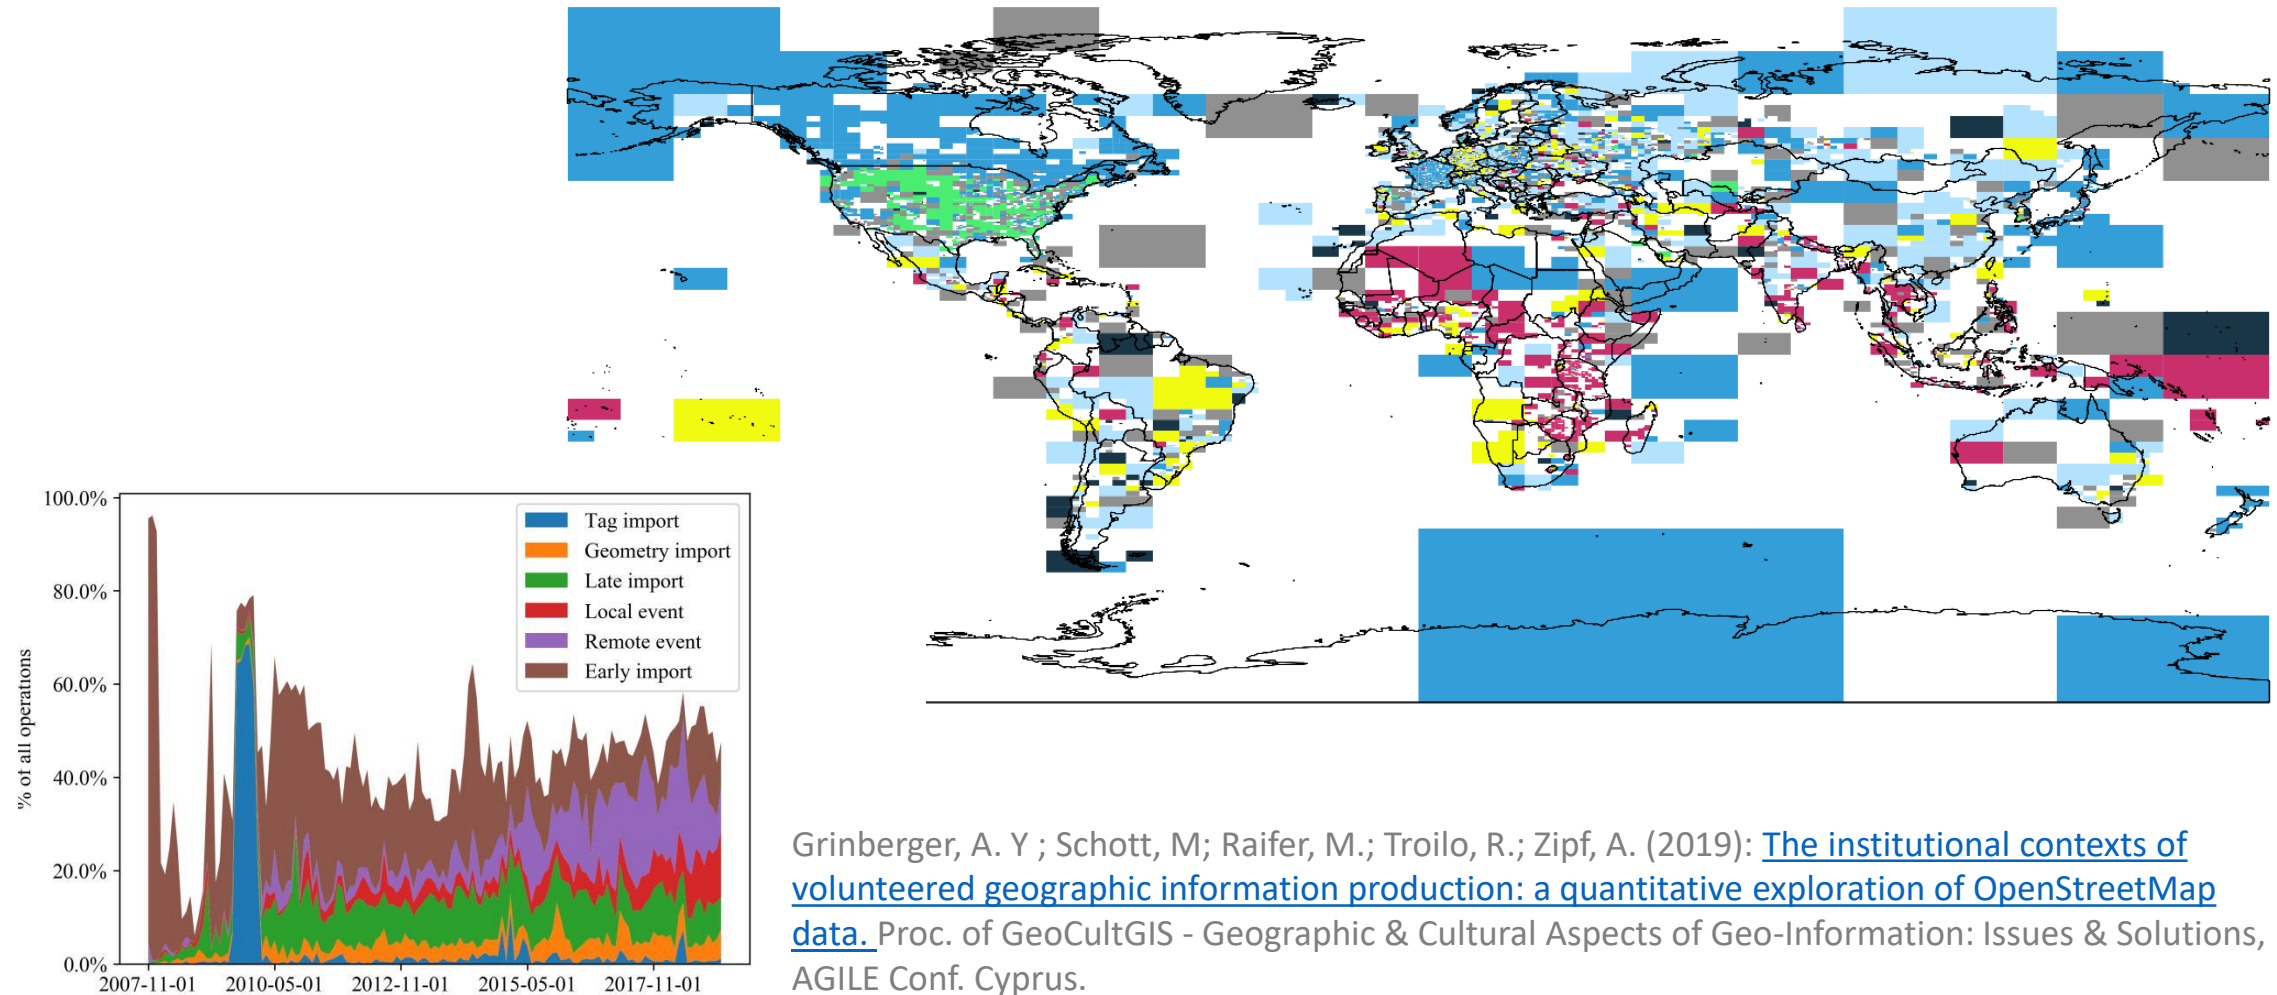 100.0%
80.0%
60.0%
40.0%
20.0%
0.0%
% of all operations
Tag import
Geometry import
Late import
Local event
Remote event
Early import
2007-11-01 2010-05-01 2012-11-01 2015-05-01 2017-11-01
Grinberger, A. Y ; Schott, M; Raifer, M.; Troilo, R.; Zipf, A. (2019): The institutional contexts of
volunteered geographic information production: a quantitative exploration of OpenStreetMap
data. Proc. of GeoCultGIS - Geographic & Cultural Aspects of Geo-Information: Issues & Solutions,
AGILE Conf. Cyprus.